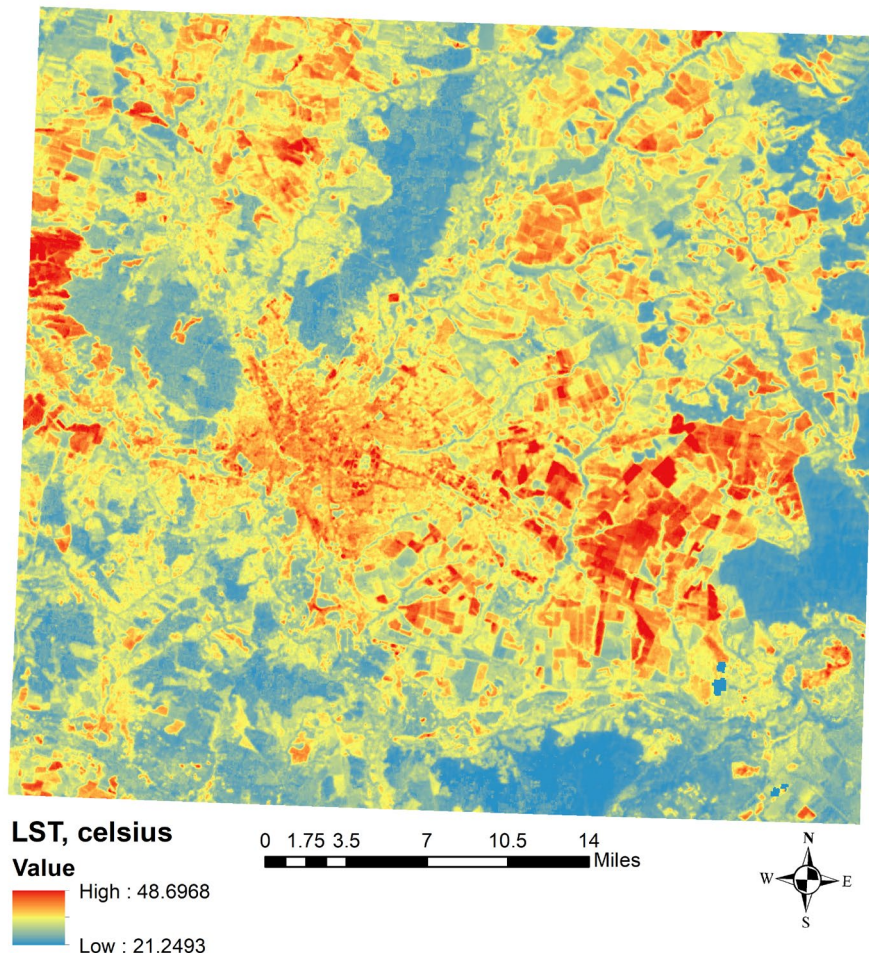 LST, celsius
Value
High : 48.6968
Low : 21.2493
0 1.75 3.5 7 10.5 14
Miles
N
W E
S